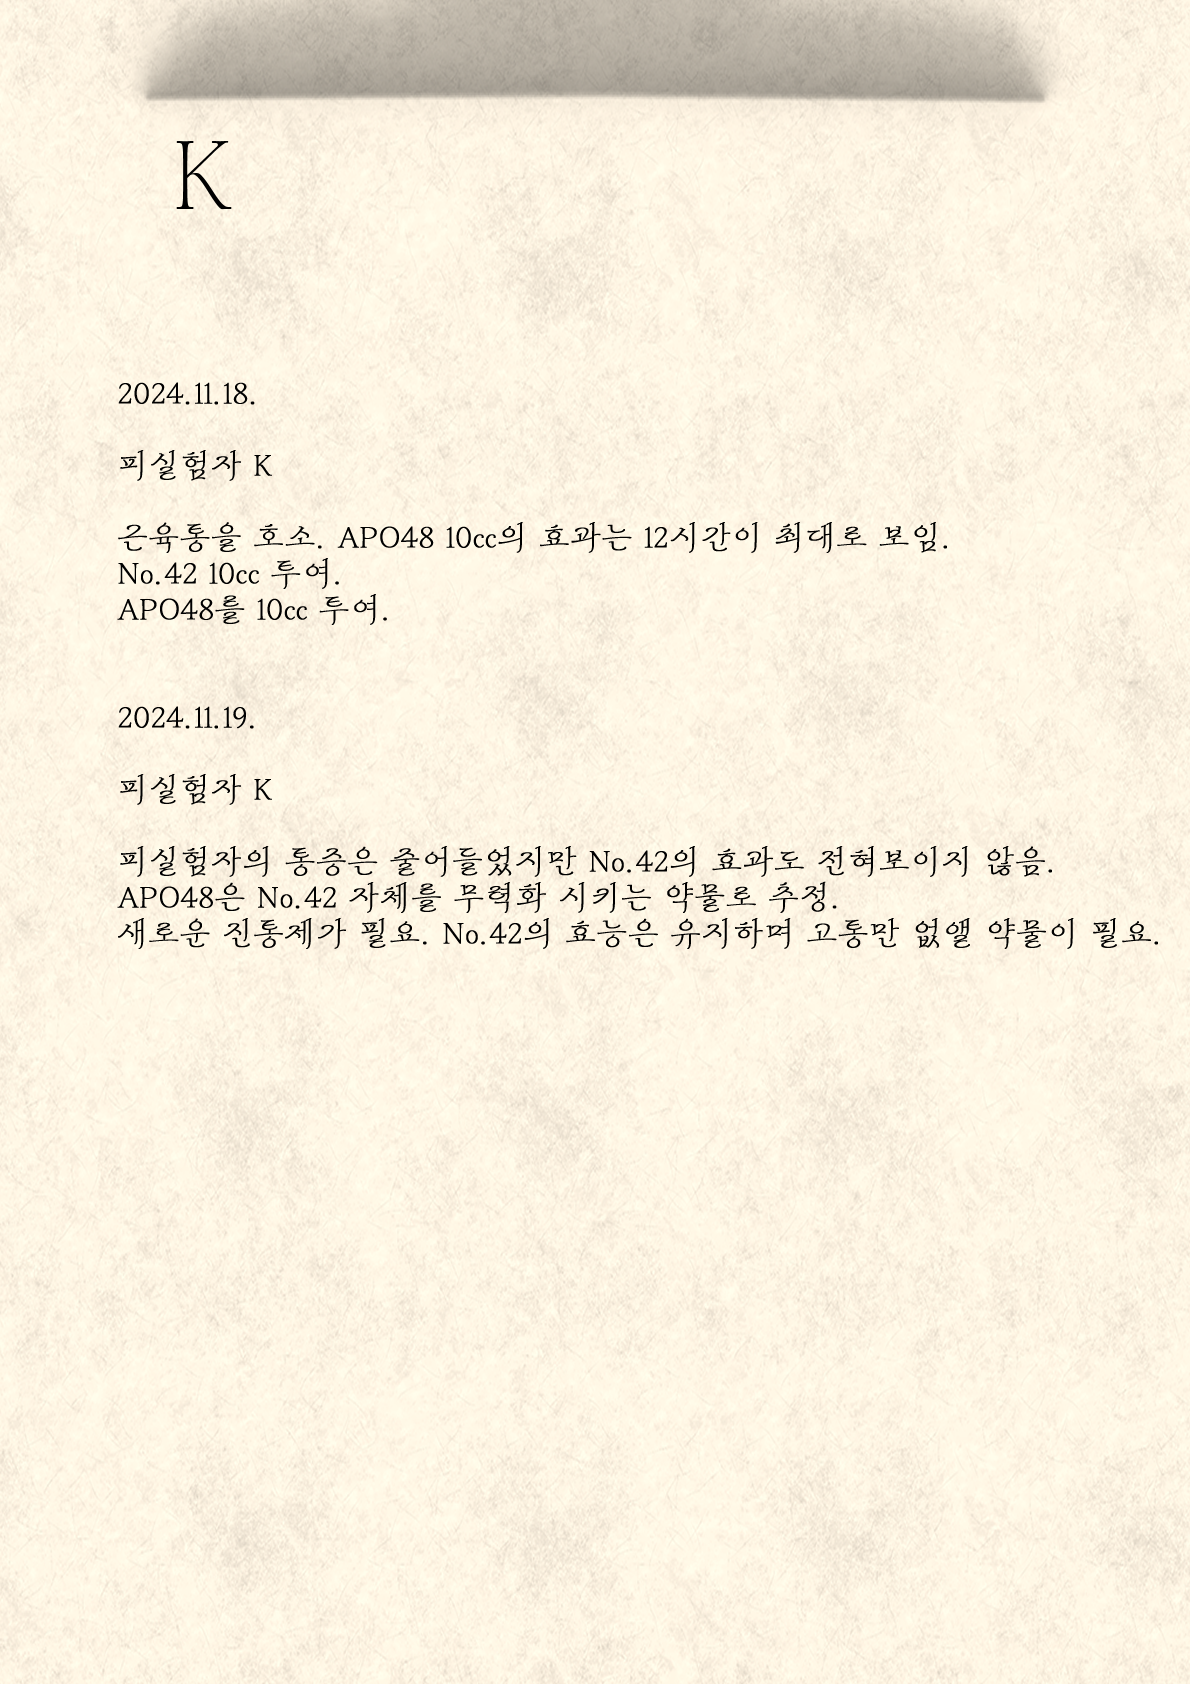 K
2024.11.18.
피실험자 K
근육통을 호소. APO48 10cc의 효과는 12시간이 최대로 보임.
No.42 10cc 투여.
APO48를 10cc 투여.
2024.11.19.
피실험자 K
피실험자의 통증은 줄어들었지만 No.42의 효과도 전혀보이지 않음.
APO48은 No.42 자체를 무력화 시키는 약물로 추정.
새로운 진통제가 필요. No.42의 효능은 유지하며 고통만 없앨 약물이 필요.